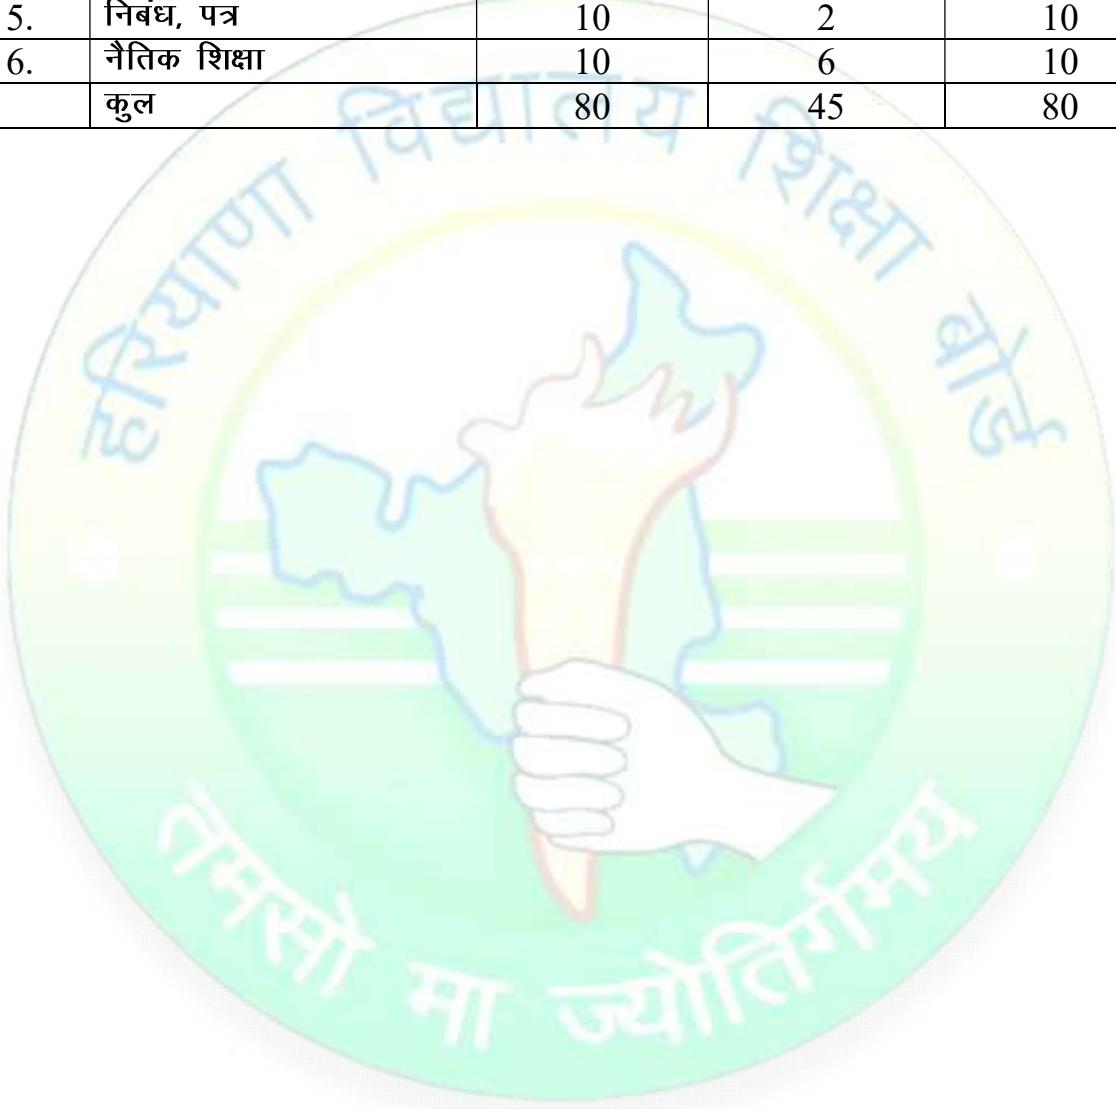 5. निबंध, पत्र 10 2 10
6. नैतिक शिक्षा 10 6 10
कुल 80 45 80
हरियाणा विद्यालय शिक्षा बोर्ड
तमसो मा ज्योतिर्गमय